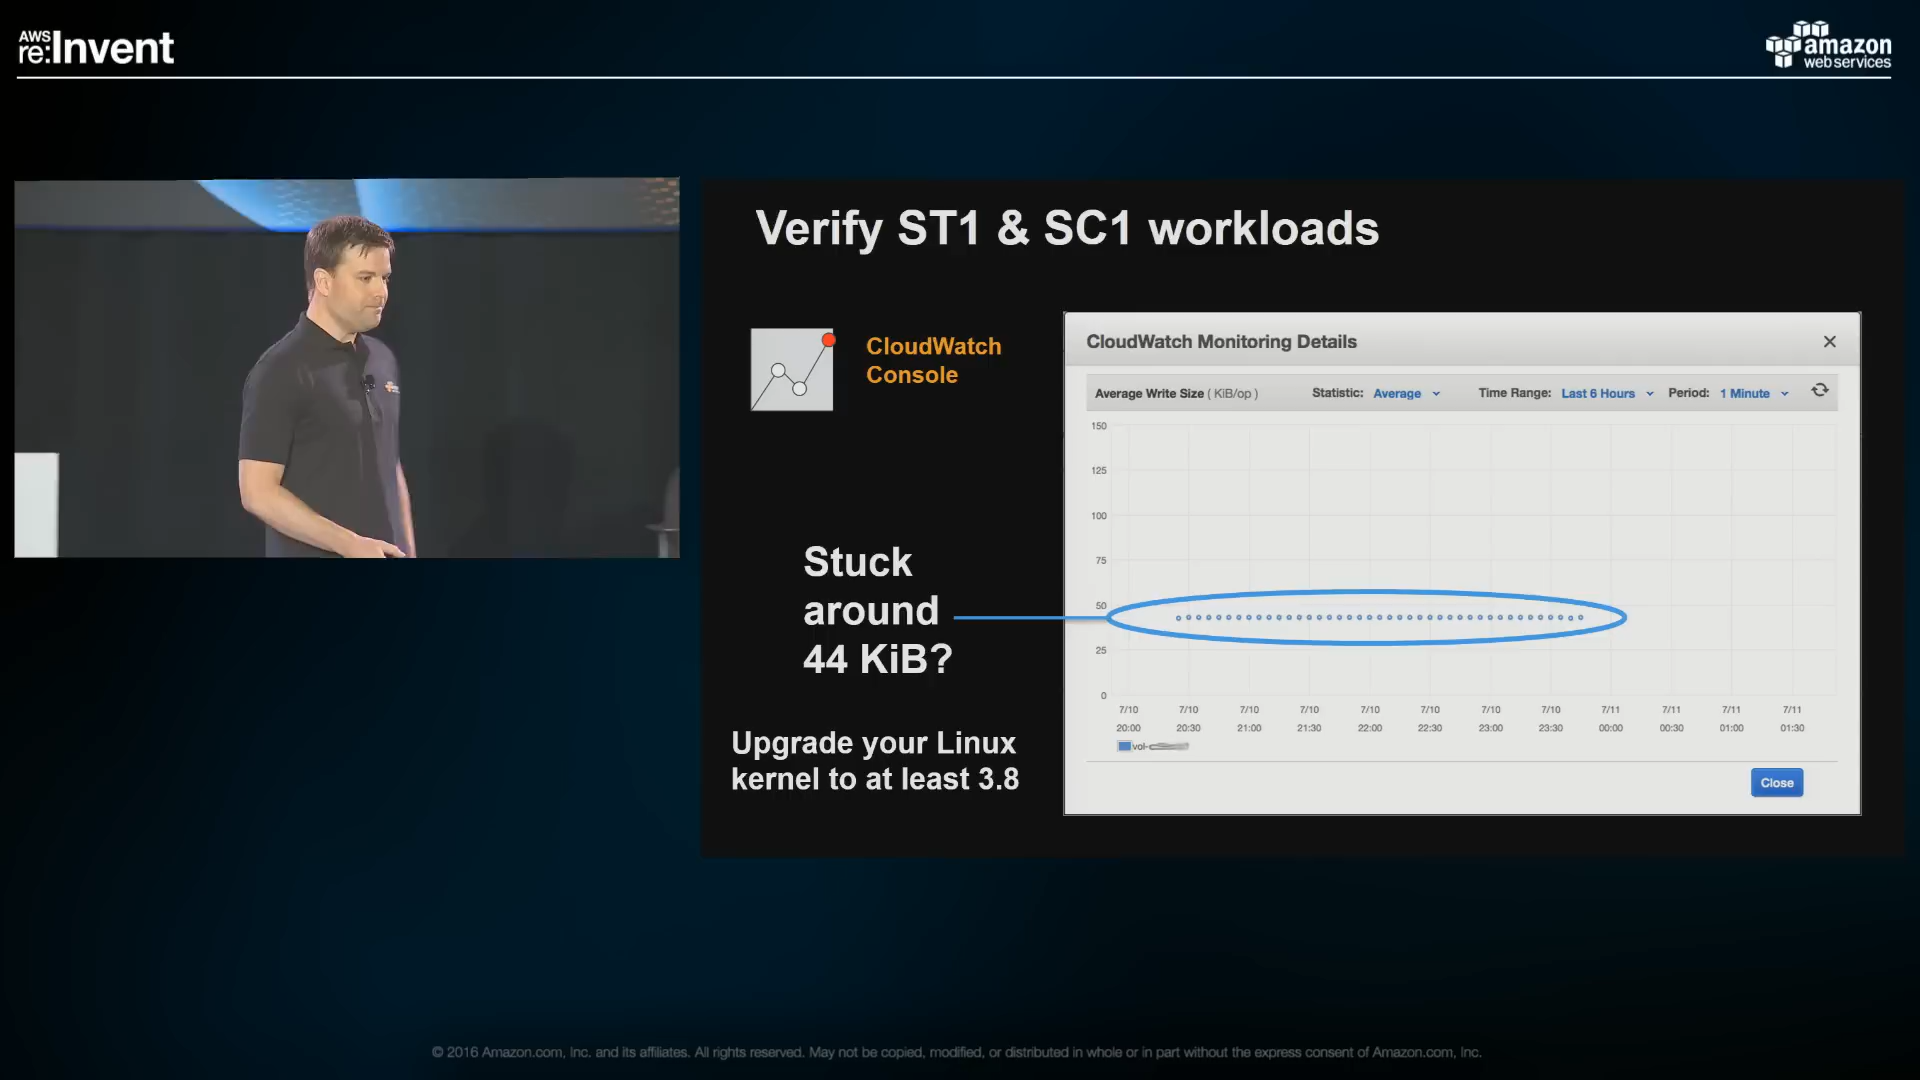 AWS
re:Invent
amazon
web services
Verify ST1 & SC1 workloads
CloudWatch
Console
Stuck
around
44 KiB?
Upgrade your Linux
kernel to at least 3.8
CloudWatch Monitoring Details
Average Write Size ( KiB/op ) Statistic: Average Time Range: Last 6 Hours Period: 1 Minute
150
125
100
75
50
25
0
7/10 7/10 7/10 7/10 7/10 7/10 7/10 7/10 7/11 7/11 7/11 7/11
20:00 20:30 21:00 21:30 22:00 22:30 23:00 23:30 00:00 00:30 01:00 01:30
vol-
Close
© 2016 Amazon.com, Inc. and its affiliates. All rights reserved. May not be copied, modified, or distributed in whole or in part without the express consent of Amazon.com, Inc.